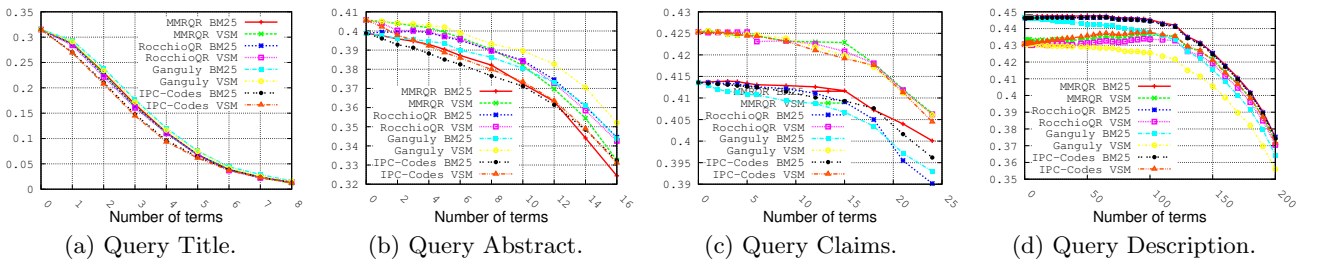 0.35
0.3
0.25
0.2
0.15
0.1
0.05
0
0 1 2 3 4 5 6 7 8
MMRQR BM25
MMRQR VSM
RocchioQR BM25
RocchioQR VSM
Ganguly BM25
Ganguly VSM
IPC-Codes BM25
IPC-Codes VSM
Number of terms
(a) Query Title.
0.41
0.4
0.39
0.38
0.37
0.36
0.35
0.34
0.33
0.32
0 2 4 6 8 10 12 14 16
MMRQR BM25
MMRQR VSM
RocchioQR BM25
RocchioQR VSM
Ganguly BM25
Ganguly VSM
IPC-Codes BM25
IPC-Codes VSM
Number of terms
(b) Query Abstract.
0.43
0.425
0.42
0.415
0.41
0.405
0.4
0.395
0.39
0 5 10 15 20 25
MMRQR BM25
MMRQR VSM
RocchioQR BM25
RocchioQR VSM
Ganguly BM25
Ganguly VSM
IPC-Codes BM25
IPC-Codes VSM
Number of terms
(c) Query Claims.
0.45
0.44
0.43
0.42
0.41
0.4
0.39
0.38
0.37
0.36
0.35
0 50 100 150 200
MMRQR BM25
MMRQR VSM
RocchioQR BM25
RocchioQR VSM
Ganguly BM25
Ganguly VSM
IPC-Codes BM25
IPC-Codes VSM
Number of terms
(d) Query Description.